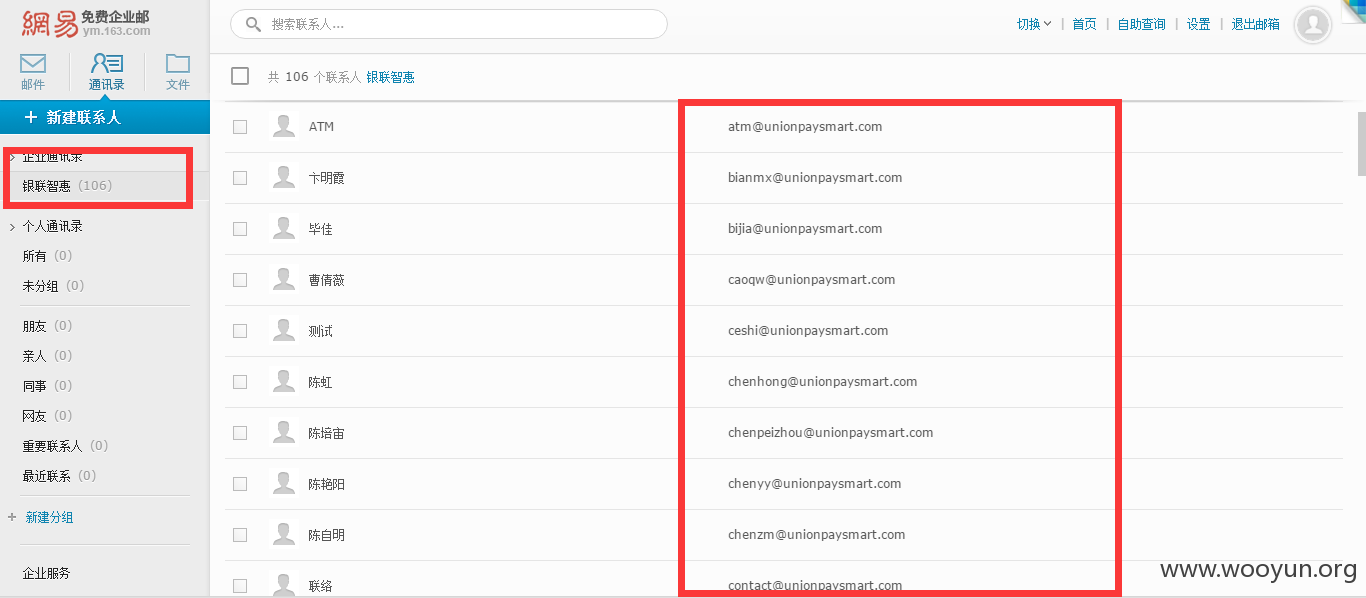 網易 免费企业邮
ym.163.com
搜索联系人...
切换 | 首页 | 自助查询 | 设置 | 退出邮箱
邮件 通讯录 文件
共 106 个联系人 银联智惠
+ 新建联系人
企业通讯录
银联智惠 (106)
个人通讯录
所有 (0)
未分组 (0)
朋友 (0)
亲人 (0)
同事 (0)
网友 (0)
重要联系人 (0)
最近联系 (0)
+ 新建分组
企业服务
ATM atm@unionpaysmart.com
卞明霞 bianmx@unionpaysmart.com
毕佳 bijia@unionpaysmart.com
曹倩薇 caoqw@unionpaysmart.com
测试 ceshi@unionpaysmart.com
陈虹 chenhong@unionpaysmart.com
陈培宙 chenpeizhou@unionpaysmart.com
陈艳阳 chenyy@unionpaysmart.com
陈自明 chenzm@unionpaysmart.com
联络 contact@unionpaysmart.com
www.wooyun.org